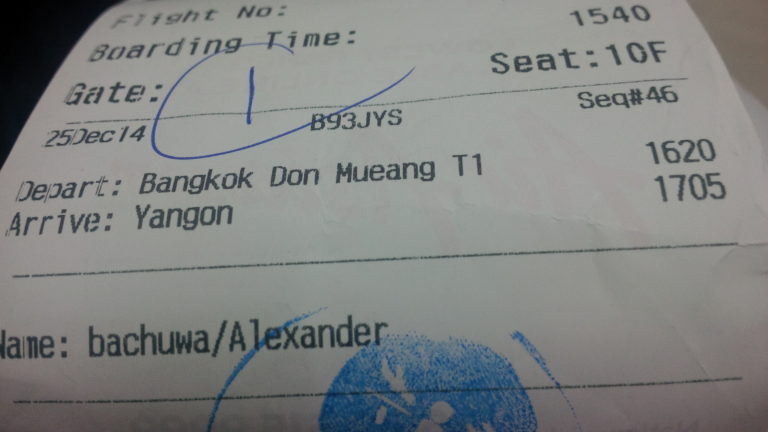 Flight No:
Boarding Time: 1540
Gate: 1 Seat:10F
25Dec14 B93JYS Seq#46
Depart: Bangkok Don Mueang T1 1620
Arrive: Yangon 1705
Name: bachuwa/Alexander